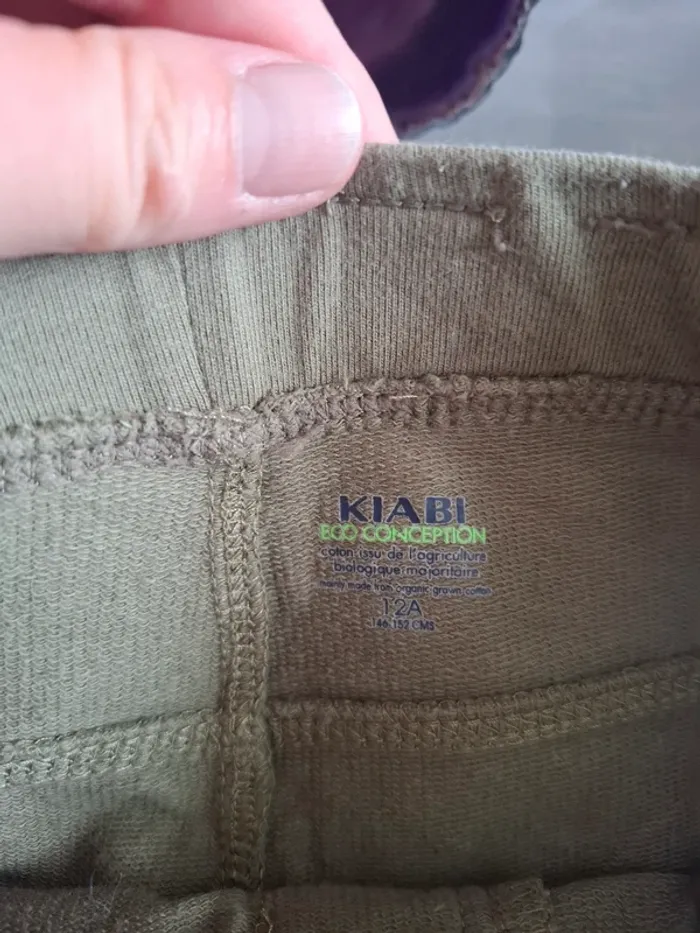 KIABI
ECO CONCEPTION
coton issu de l'agriculture
biologique majoritaire
mainly made from organic grown cotton
12A
146/152 CMS